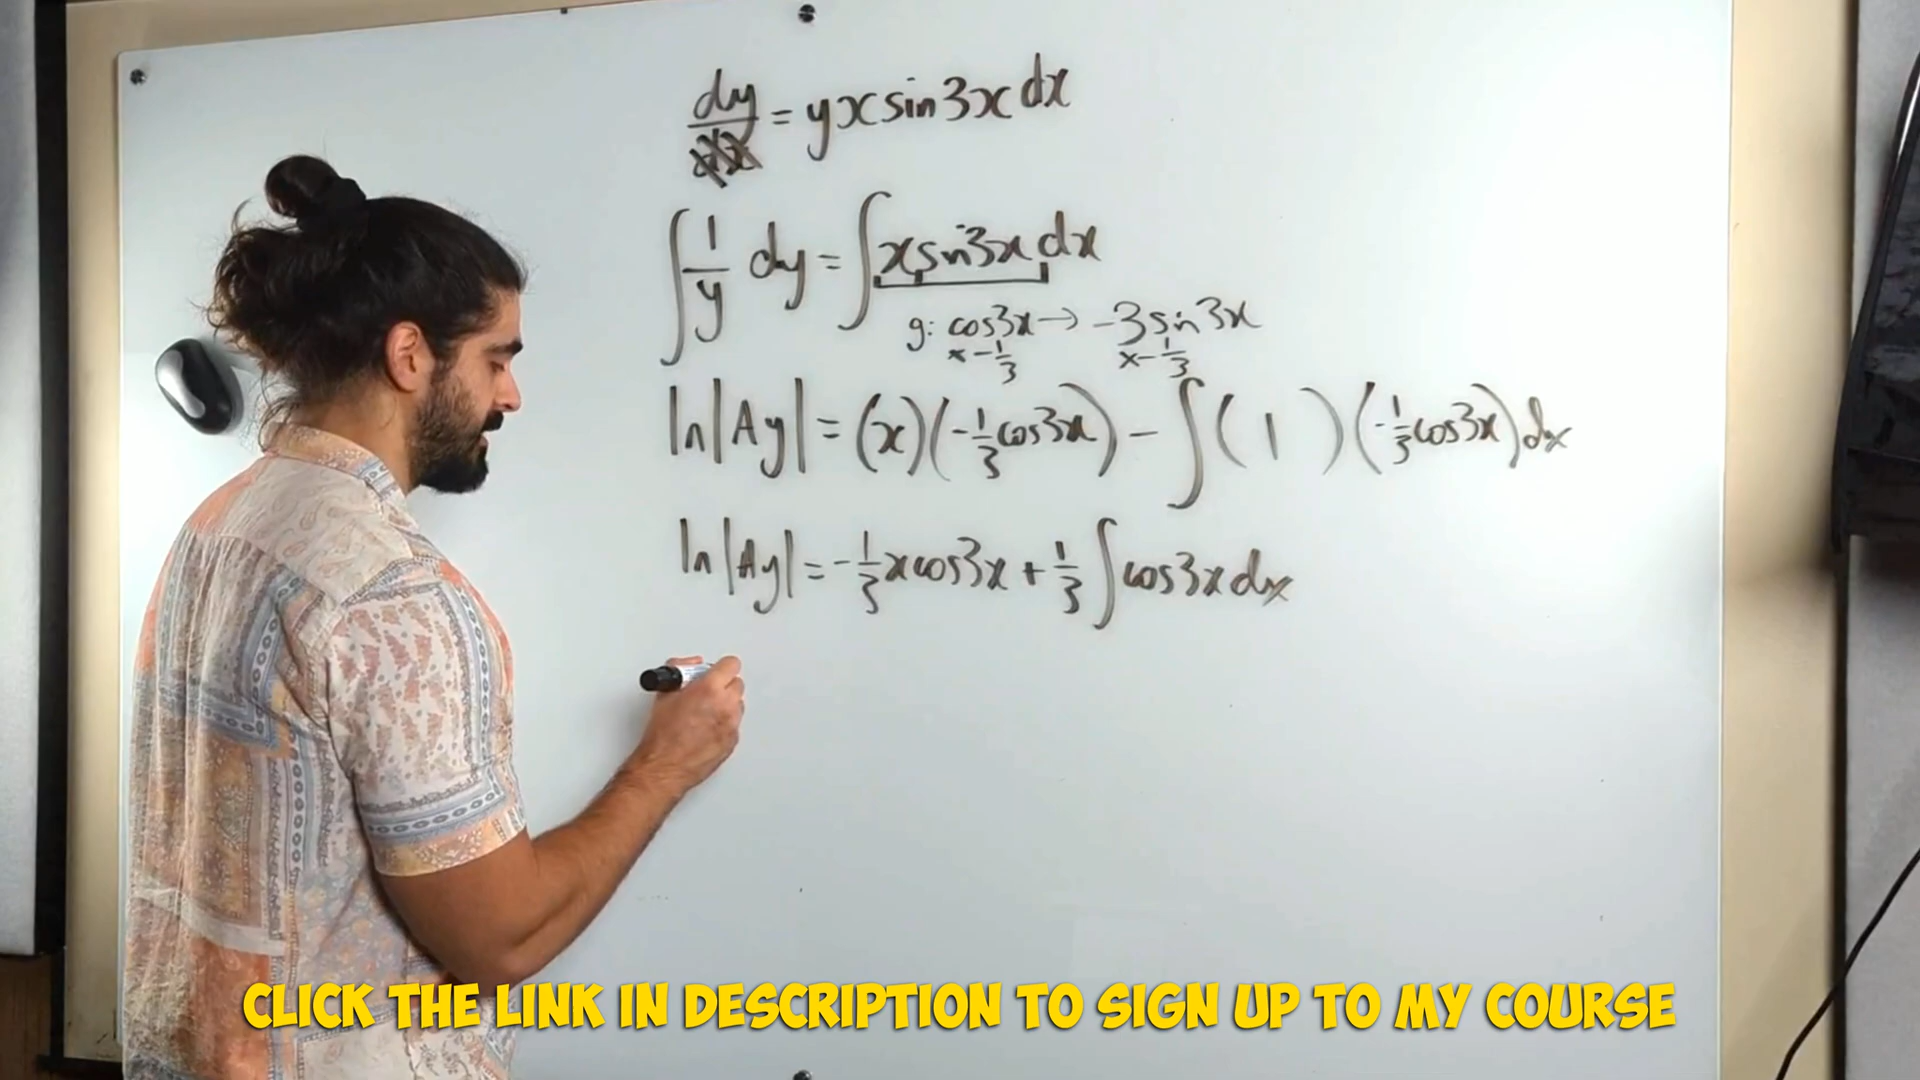 dy/dx = yx sin 3x dx
∫ 1/y dy = ∫ x sin 3x dx
g: cos 3x → -3 sin 3x
x -1/3 x -1/3
ln|Ay| = (x)(-1/3 cos 3x) - ∫ (1)(-1/3 cos 3x) dx
ln|Ay| = -1/3 x cos 3x + 1/3 ∫ cos 3x dx
CLICK THE LINK IN DESCRIPTION TO SIGN UP TO MY COURSE